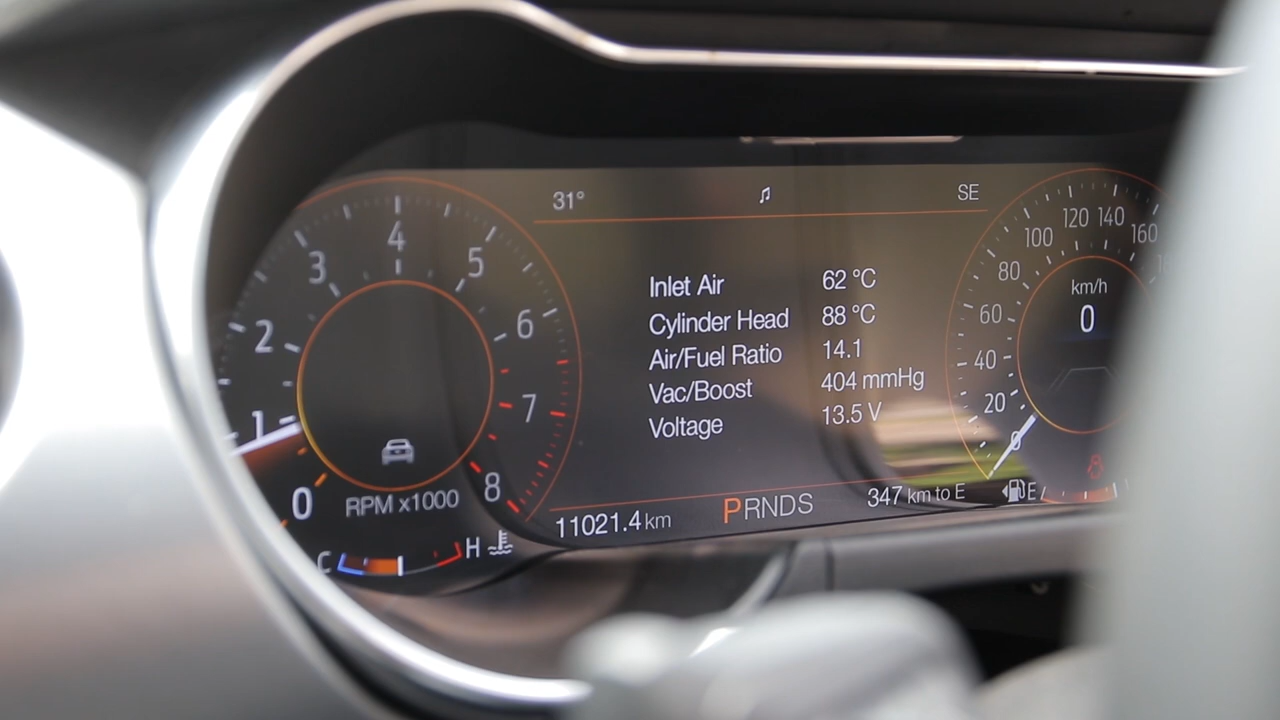 31° SE
4
3 5
2 6
1 7
0 8
RPM x1000
C H
Inlet Air 62 °C
Cylinder Head 88 °C
Air/Fuel Ratio 14.1
Vac/Boost 404 mmHg
Voltage 13.5 V
11021.4 km PRNDS 347 km to E
120 140
100 160
80
60
40
20
0
km/h
0
E